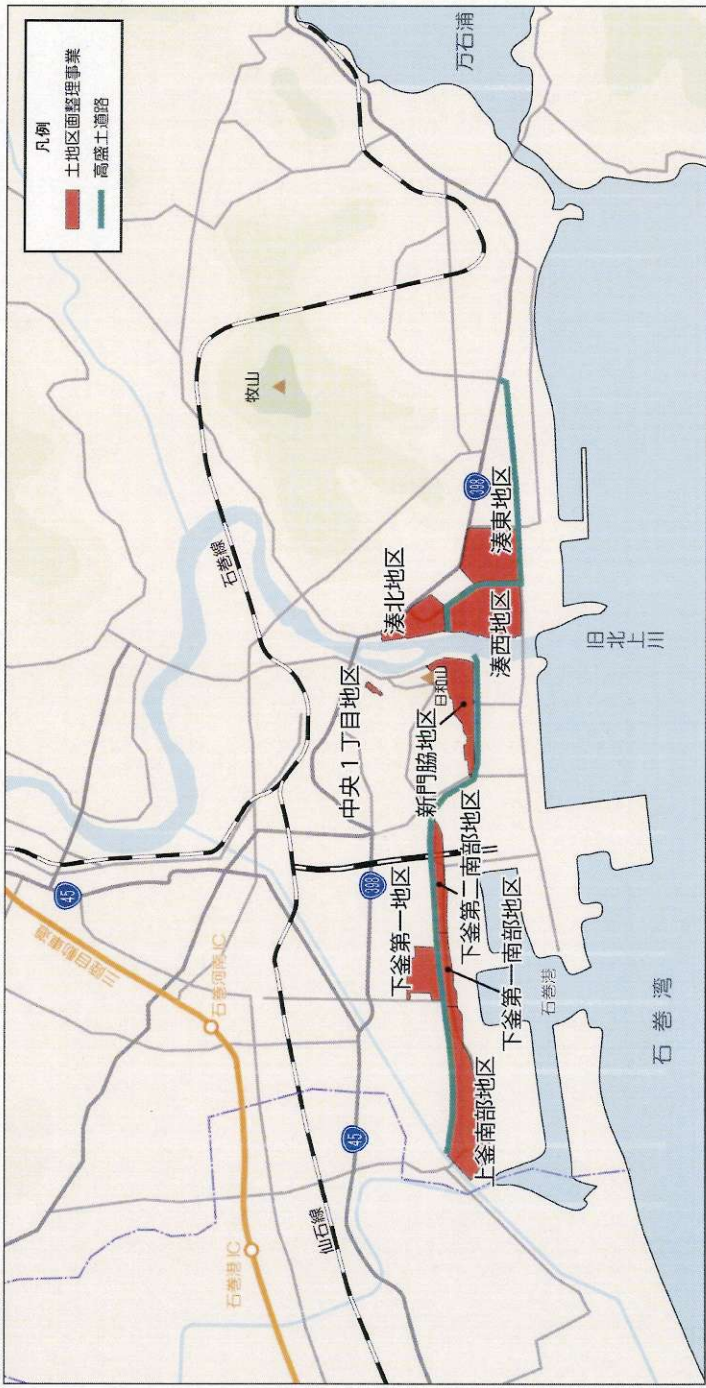 凡例
土地区画整理事業
高盛土道路
万石浦
牧山
石巻線
398
湊東地区
湊北地区
湊西地区
旧北上川
中央1丁目地区
日和山
新門脇地区
45
三陸自動車道
石巻河南IC
398
下釜第一地区
下釜第二南部地区
下釜第一南部地区
石巻港
石巻湾
上釜南部地区
45
仙石線
石巻港IC